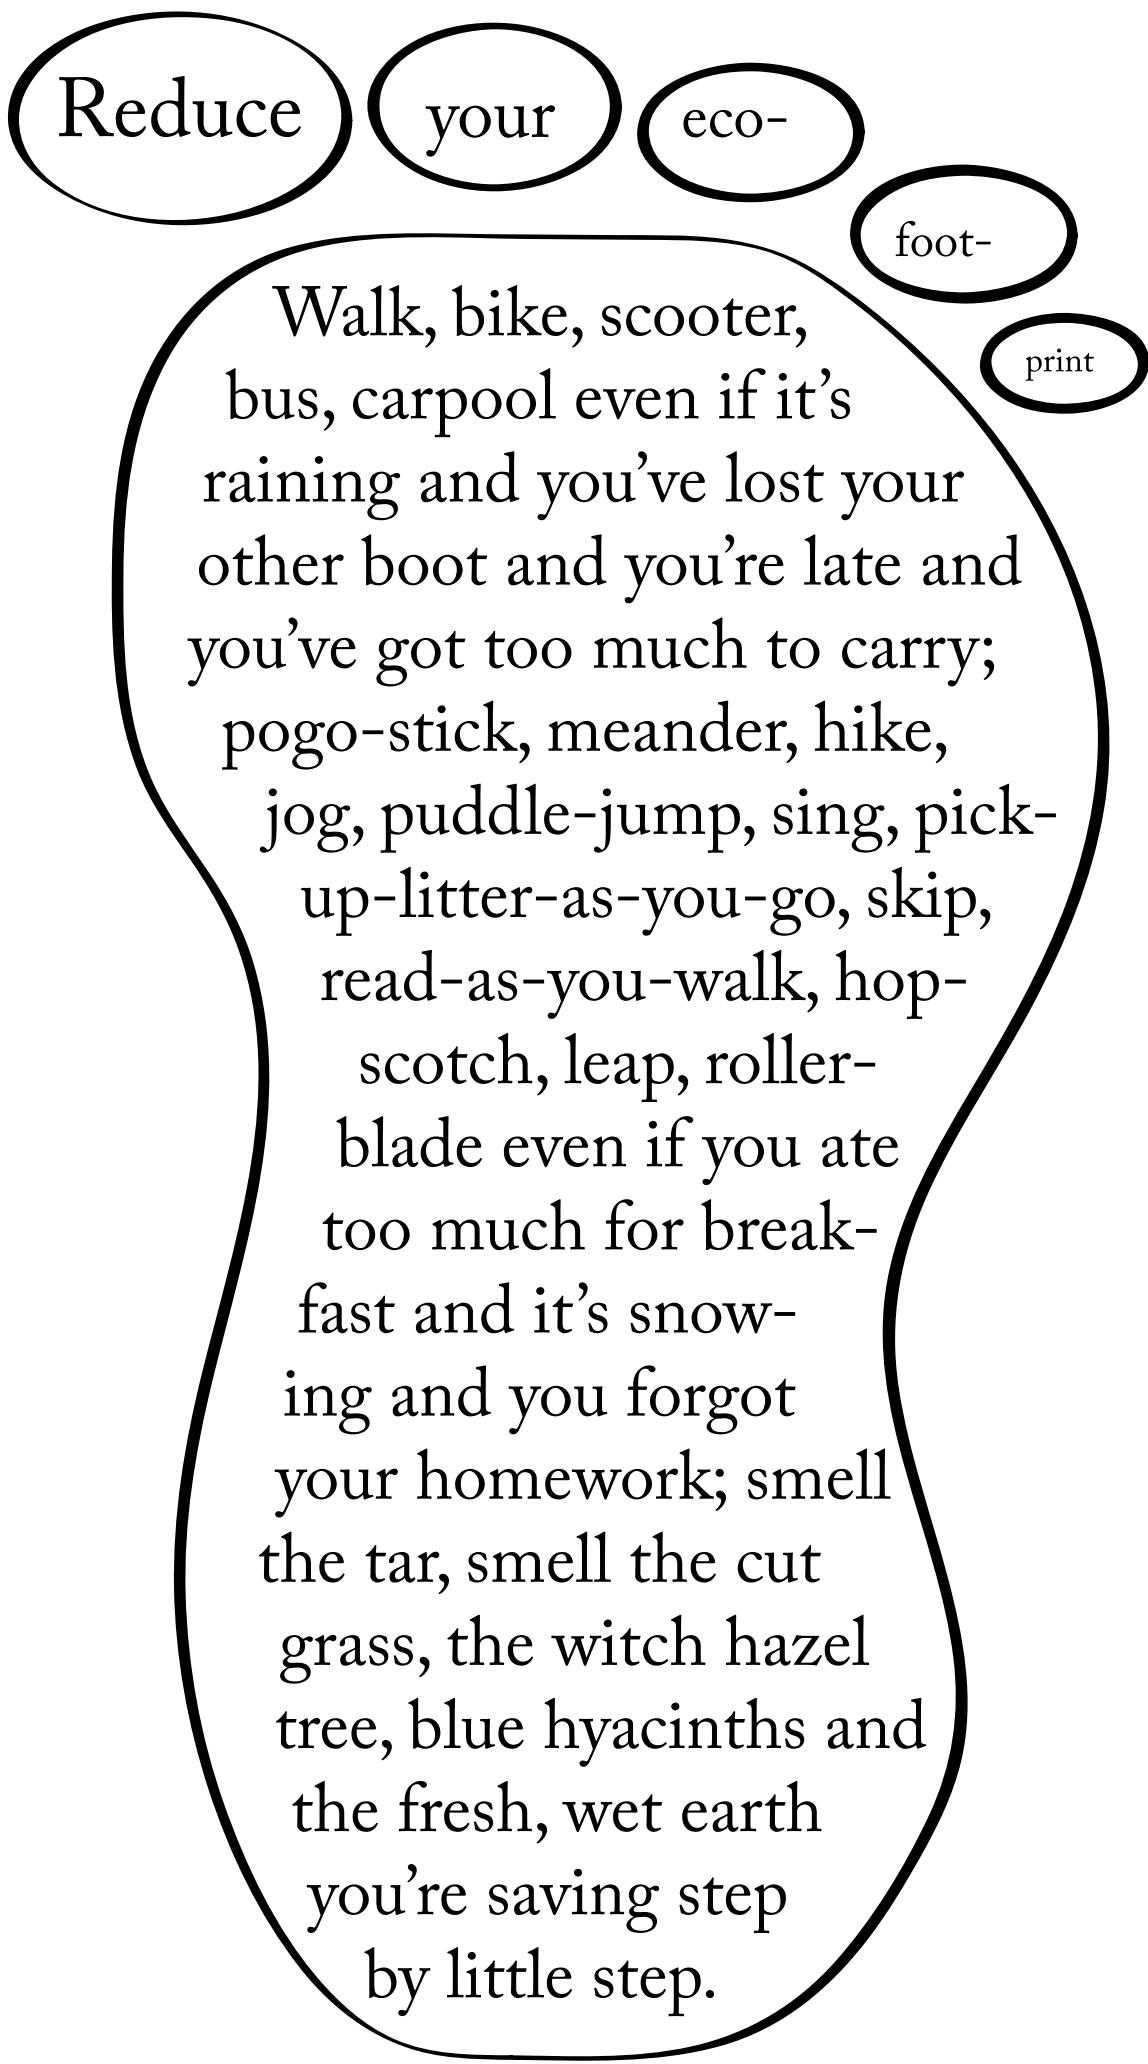 Reduce
your
eco-
foot-
print
Walk, bike, scooter,
bus, carpool even if it’s
raining and you’ve lost your
other boot and you’re late and
you’ve got too much to carry;
pogo-stick, meander, hike,
jog, puddle-jump, sing, pick-
up-litter-as-you-go, skip,
read-as-you-walk, hop-
scotch, leap, roller-
blade even if you ate
too much for break-
fast and it’s snow-
ing and you forgot
your homework; smell
the tar, smell the cut
grass, the witch hazel
tree, blue hyacinths and
the fresh, wet earth
you’re saving step
by little step.